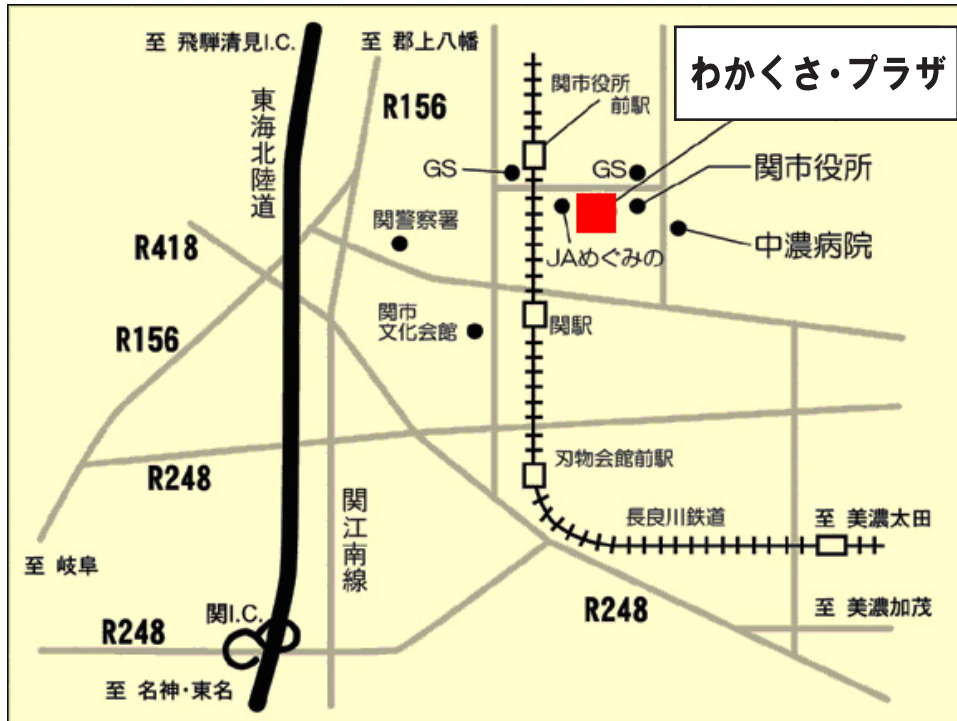 至 飛騨清見I.C.
至 郡上八幡
わかくさ・プラザ
東海北陸道
R156
関市役所
前駅
GS
GS
関市役所
関警察署
JAめぐみの
中濃病院
R418
関市
文化会館
関駅
R156
刃物会館前駅
R248
関江南線
長良川鉄道
至 美濃太田
至 岐阜
関I.C.
R248
R248
至 美濃加茂
至 名神・東名